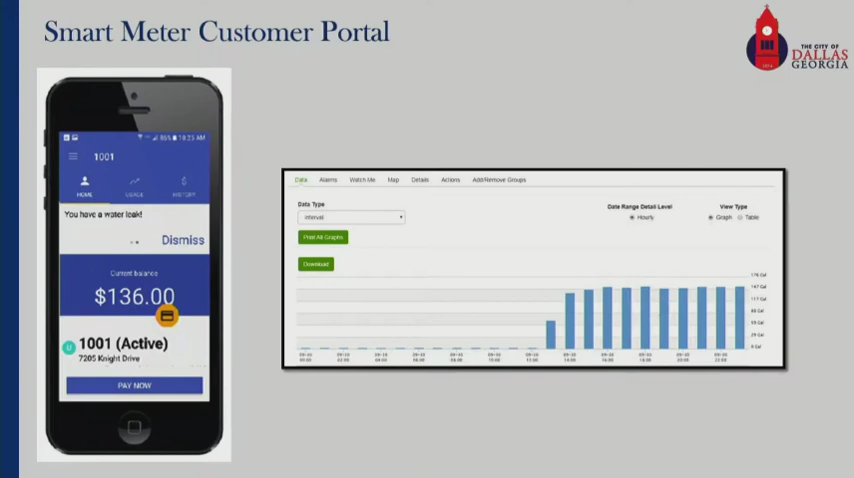 Smart Meter Customer Portal
THE CITY OF
DALLAS
GEORGIA
1001
HOME
USAGE
HISTORY
You have a water leak!
Dismiss
Current balance
$136.00
1001 (Active)
7205 Knight Drive
PAY NOW
Data Alarms Watch Me Map Details Actions Add/Remove Groups
Data Type
Interval
Date Range Detail Level
Hourly
View Type
Graph Table
Print All Graphs
Download